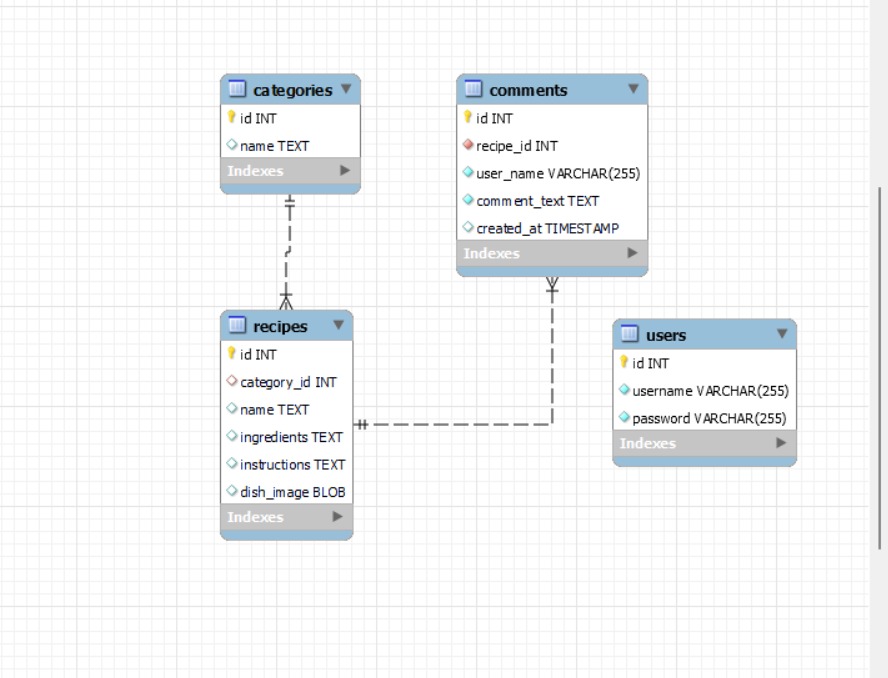 categories
id INT
name TEXT
Indexes
comments
id INT
recipe_id INT
user_name VARCHAR(255)
comment_text TEXT
created_at TIMESTAMP
Indexes
recipes
id INT
category_id INT
name TEXT
ingredients TEXT
instructions TEXT
dish_image BLOB
Indexes
users
id INT
username VARCHAR(255)
password VARCHAR(255)
Indexes